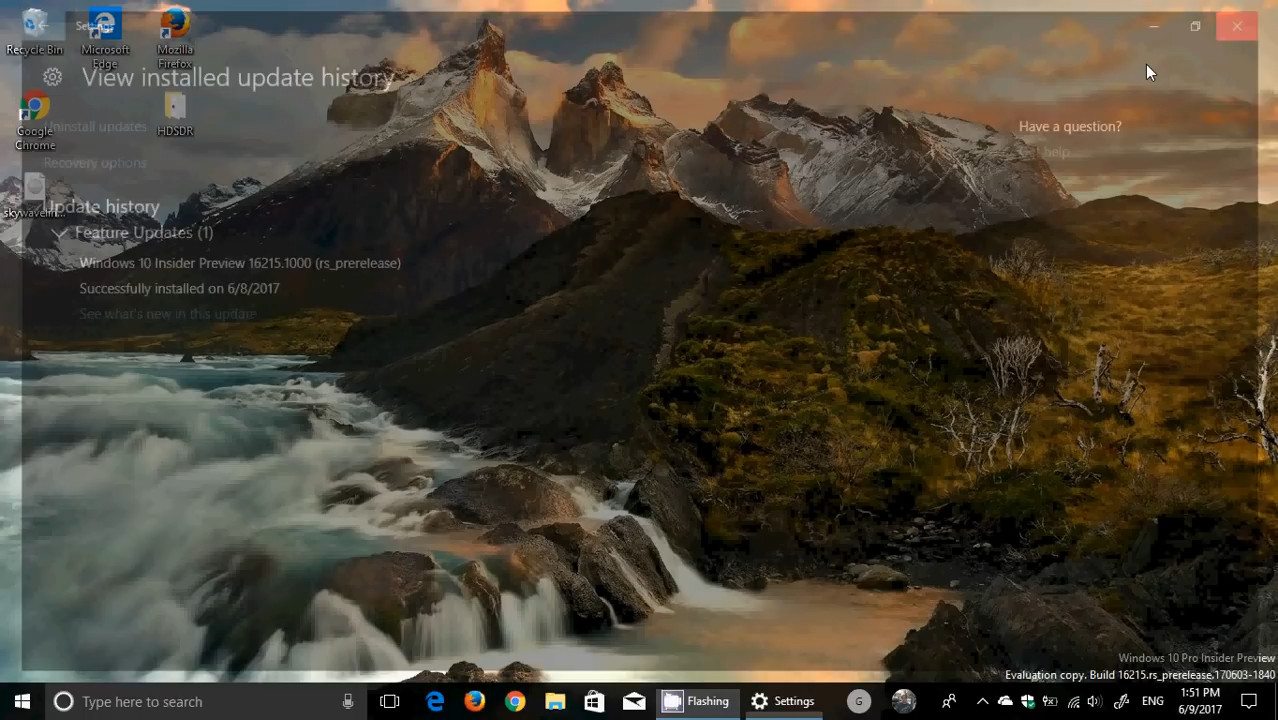 Recycle Bin
Microsoft Edge
Mozilla Firefox
View installed update history
Google Chrome
HDSDR
Uninstall updates
Have a question?
help
Recovery options
Update history
Feature Updates (1)
Windows 10 Insider Preview 16215.1000 (rs_prerelease)
Successfully installed on 6/8/2017
See what's new in this update
Windows 10 Pro Insider Preview
Evaluation copy. Build 16215.rs_prerelease.170603-1840
Type here to search
Flashing
Settings
G
ENG
1:51 PM
6/9/2017